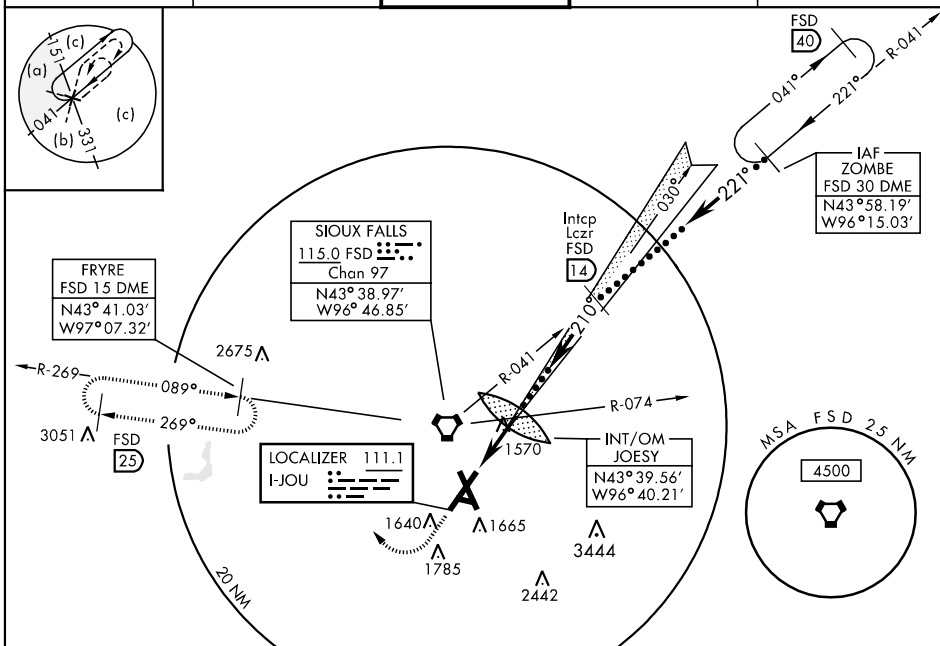 (c)
151
(a)
041
(b)
331
(c)
FSD
40
R-041
041°
221°
IAF
ZOMBE
FSD 30 DME
N43°58.19'
W96°15.03'
221°
030°
Intcp
Lczr
FSD
14
210°
SIOUX FALLS
115.0 FSD
Chan 97
N43°38.97'
W96°46.85'
FRYRE
FSD 15 DME
N43°41.03'
W97°07.32'
2675
R-269
089°
269°
3051
FSD
25
R-041
R-074
1570
INT/OM
JOESY
N43°39.56'
W96°40.21'
LOCALIZER 111.1
I-JOU
1640
1665
1785
3444
2442
20 NM
MSA FSD 25 NM
4500